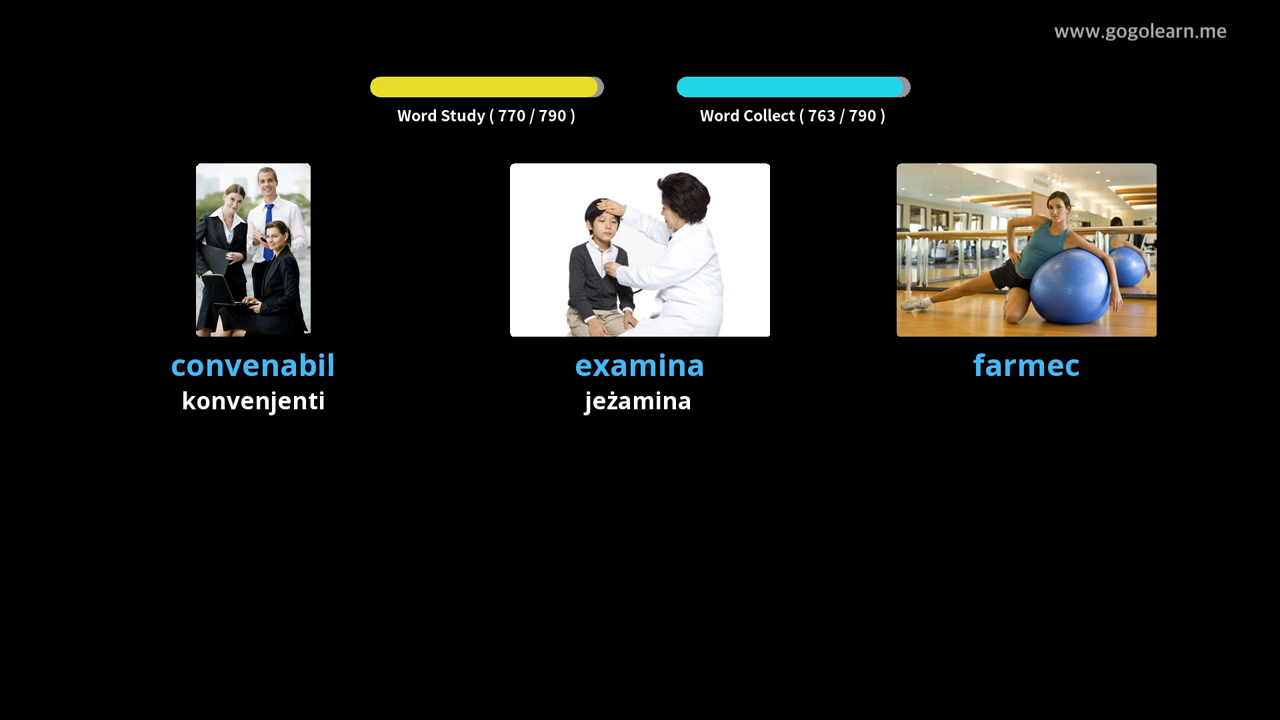 www.gogolearn.me
Word Study ( 770 / 790 )
Word Collect ( 763 / 790 )
convenabil
examina
farmec
konvenjenti
jeżamina